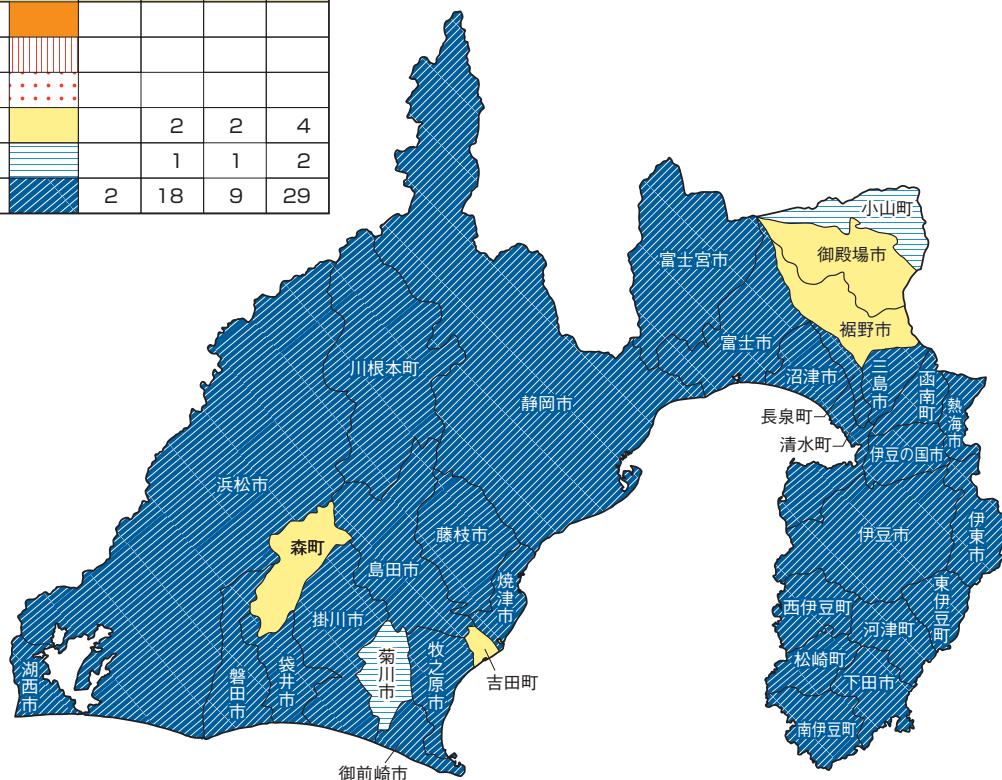 2 2 4
1 1 2
2 18 9 29
小山町
御殿場市
富士宮市
裾野市
富士市
川根本町
沼津市
三島市
函南町
静岡市
熱海市
長泉町
清水町
伊豆の国市
浜松市
藤枝市
伊豆市
伊東市
森町
島田市
焼津市
東伊豆町
西伊豆町
掛川市
河津町
菊川市
牧之原市
松崎町
湖西市
磐田市
袋井市
吉田町
下田市
南伊豆町
御前崎市